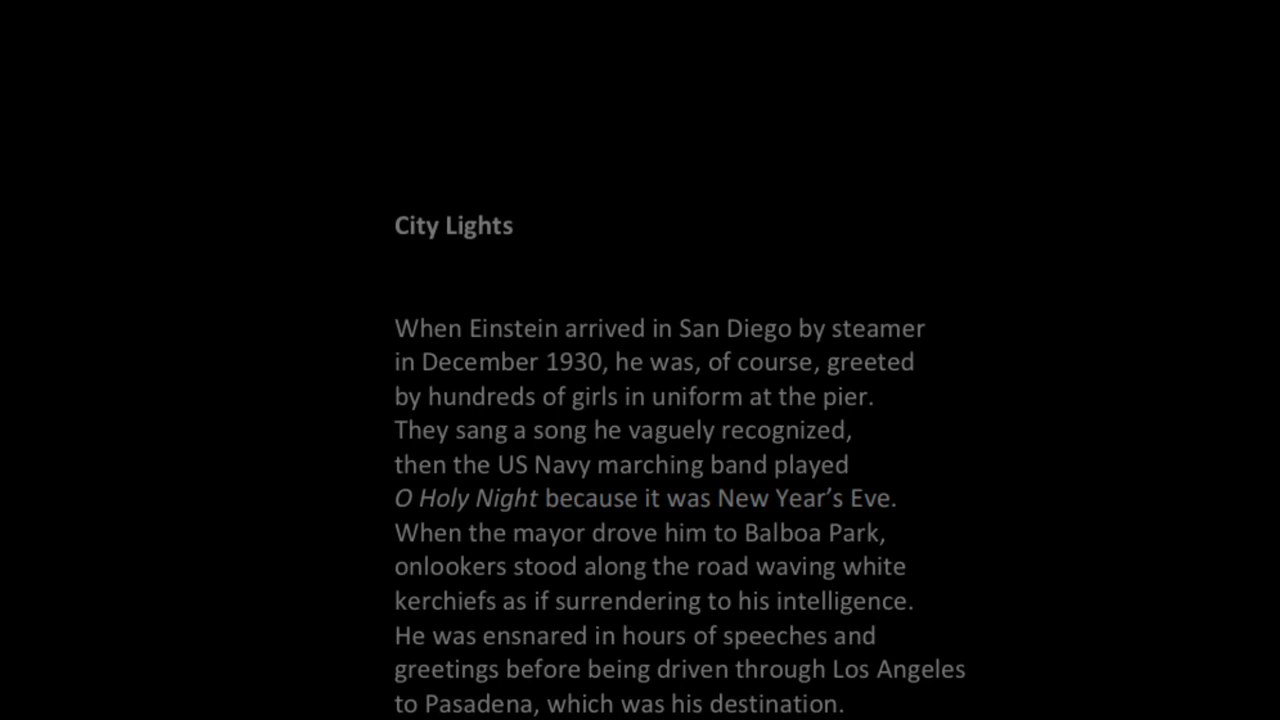 City Lights
When Einstein arrived in San Diego by steamer
in December 1930, he was, of course, greeted
by hundreds of girls in uniform at the pier.
They sang a song he vaguely recognized,
then the US Navy marching band played
O Holy Night because it was New Year’s Eve.
When the mayor drove him to Balboa Park,
onlookers stood along the road waving white
kerchiefs as if surrendering to his intelligence.
He was ensnared in hours of speeches and
greetings before being driven through Los Angeles
to Pasadena, which was his destination.